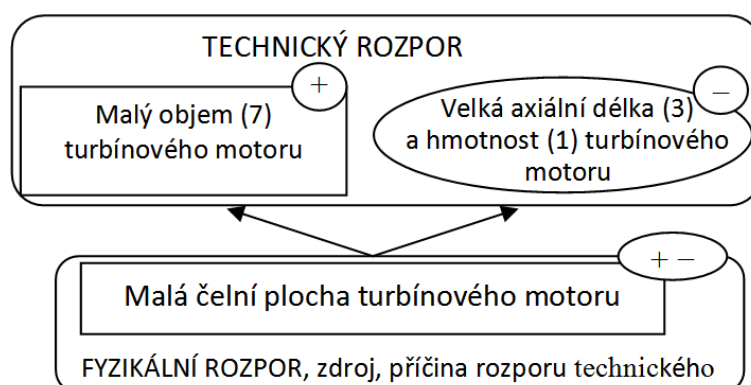 TECHNICKÝ ROZPOR
+
Malý objem (7)
turbínového motoru
−
Velká axiální délka (3)
a hmotnost (1) turbínového
motoru
+ −
Malá čelní plocha turbínového motoru
FYZIKÁLNÍ ROZPOR, zdroj, příčina rozporu technického